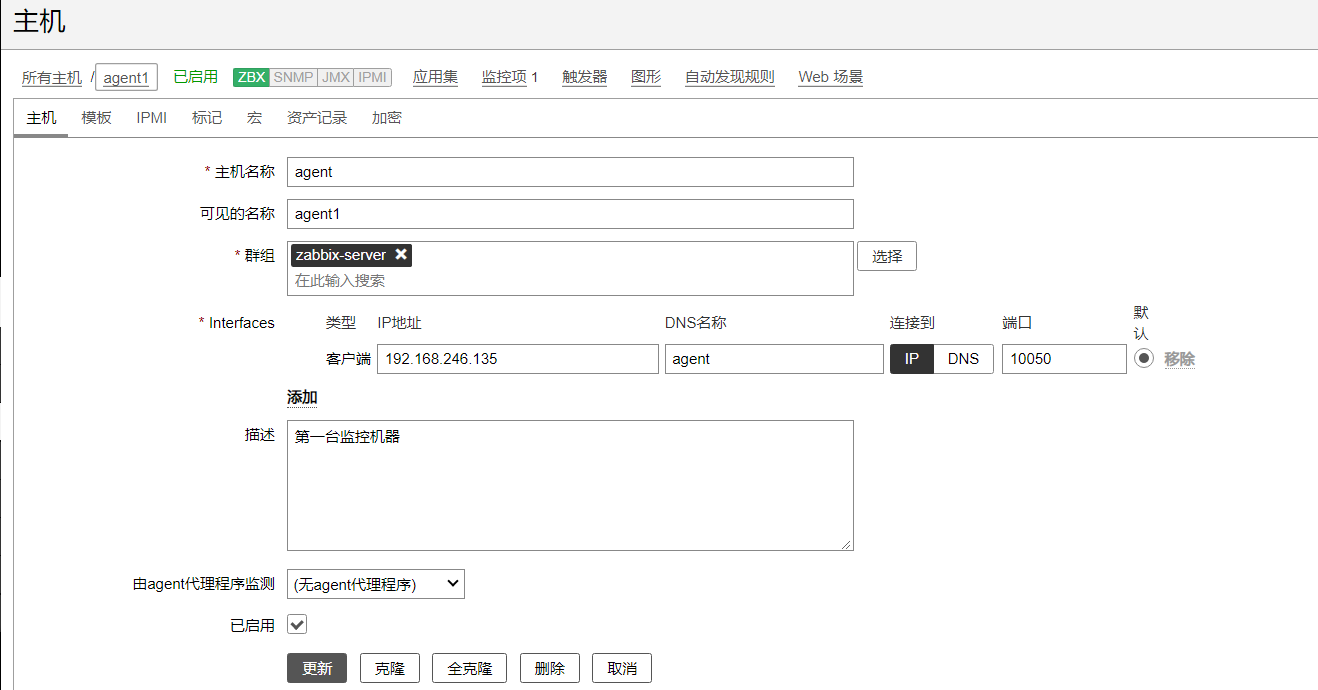 主机
所有主机 / agent1 已启用 ZBX SNMP JMX IPMI 应用集 监控项 1 触发器 图形 自动发现规则 Web 场景
主机 模板 IPMI 标记 宏 资产记录 加密
* 主机名称 agent
可见的名称 agent1
* 群组 zabbix-server 选择
在此输入搜索
* Interfaces 类型 IP地址 DNS名称 连接到 端口 默
认
客户端 192.168.246.135 agent IP DNS 10050 移除
添加
描述 第一台监控机器
由agent代理程序监测 (无agent代理程序)
已启用
更新 克隆 全克隆 删除 取消